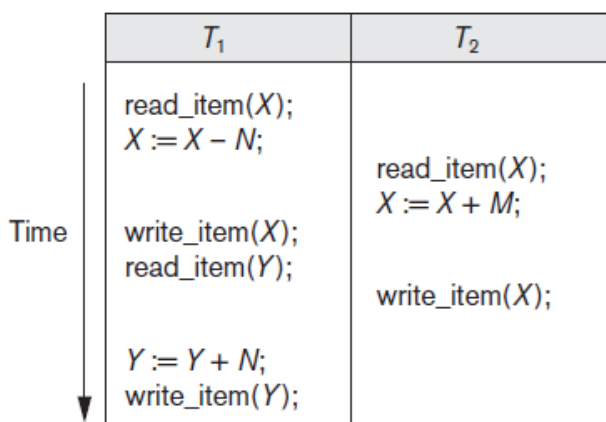 T₁ T₂
read_item(X);
X := X – N;
read_item(X);
X := X + M;
Time
write_item(X);
read_item(Y);
write_item(X);
Y := Y + N;
write_item(Y);